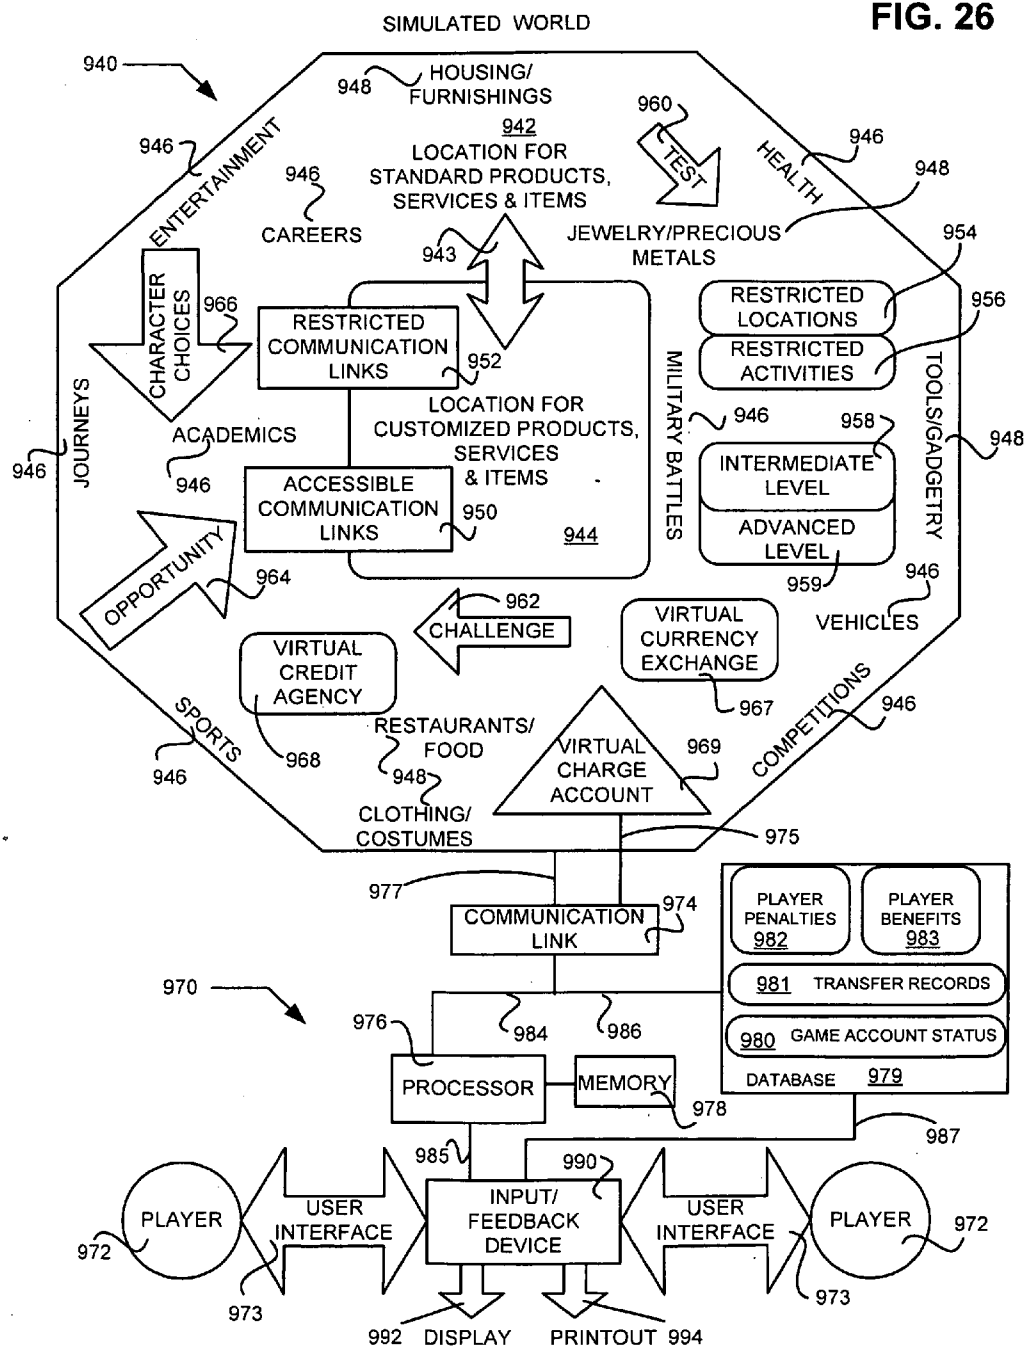 FIG. 26
SIMULATED WORLD
940
948
HOUSING/
FURNISHINGS
960
TEST
946
ENTERTAINMENT
942
LOCATION FOR
STANDARD PRODUCTS,
SERVICES & ITEMS
946
HEALTH
948
946
CAREERS
943
JEWELRY/PRECIOUS
METALS
954
RESTRICTED
LOCATIONS
956
RESTRICTED
ACTIVITIES
CHARACTER
CHOICES
966
RESTRICTED
COMMUNICATION
LINKS
952
MILITARY BATTLES
946
TOOLS/GADGETRY
948
JOURNEYS
946
ACADEMICS
946
LOCATION FOR
CUSTOMIZED PRODUCTS,
SERVICES
& ITEMS
958
INTERMEDIATE
LEVEL
ACCESSIBLE
COMMUNICATION
LINKS
950
944
ADVANCED
LEVEL
959
OPPORTUNITY
964
946
VEHICLES
962
CHALLENGE
VIRTUAL
CURRENCY
EXCHANGE
967
VIRTUAL
CREDIT
AGENCY
968
COMPETITIONS
946
SPORTS
946
RESTAURANTS/
FOOD
948
CLOTHING/
COSTUMES
VIRTUAL
CHARGE
ACCOUNT
969
975
977
COMMUNICATION
LINK
974
PLAYER
PENALTIES
982
PLAYER
BENEFITS
983
981 TRANSFER RECORDS
980 GAME ACCOUNT STATUS
DATABASE 979
970
984
986
976
PROCESSOR
MEMORY
978
987
985
990
PLAYER
972
USER
INTERFACE
973
INPUT/
FEEDBACK
DEVICE
USER
INTERFACE
973
PLAYER
972
992 DISPLAY
PRINTOUT 994